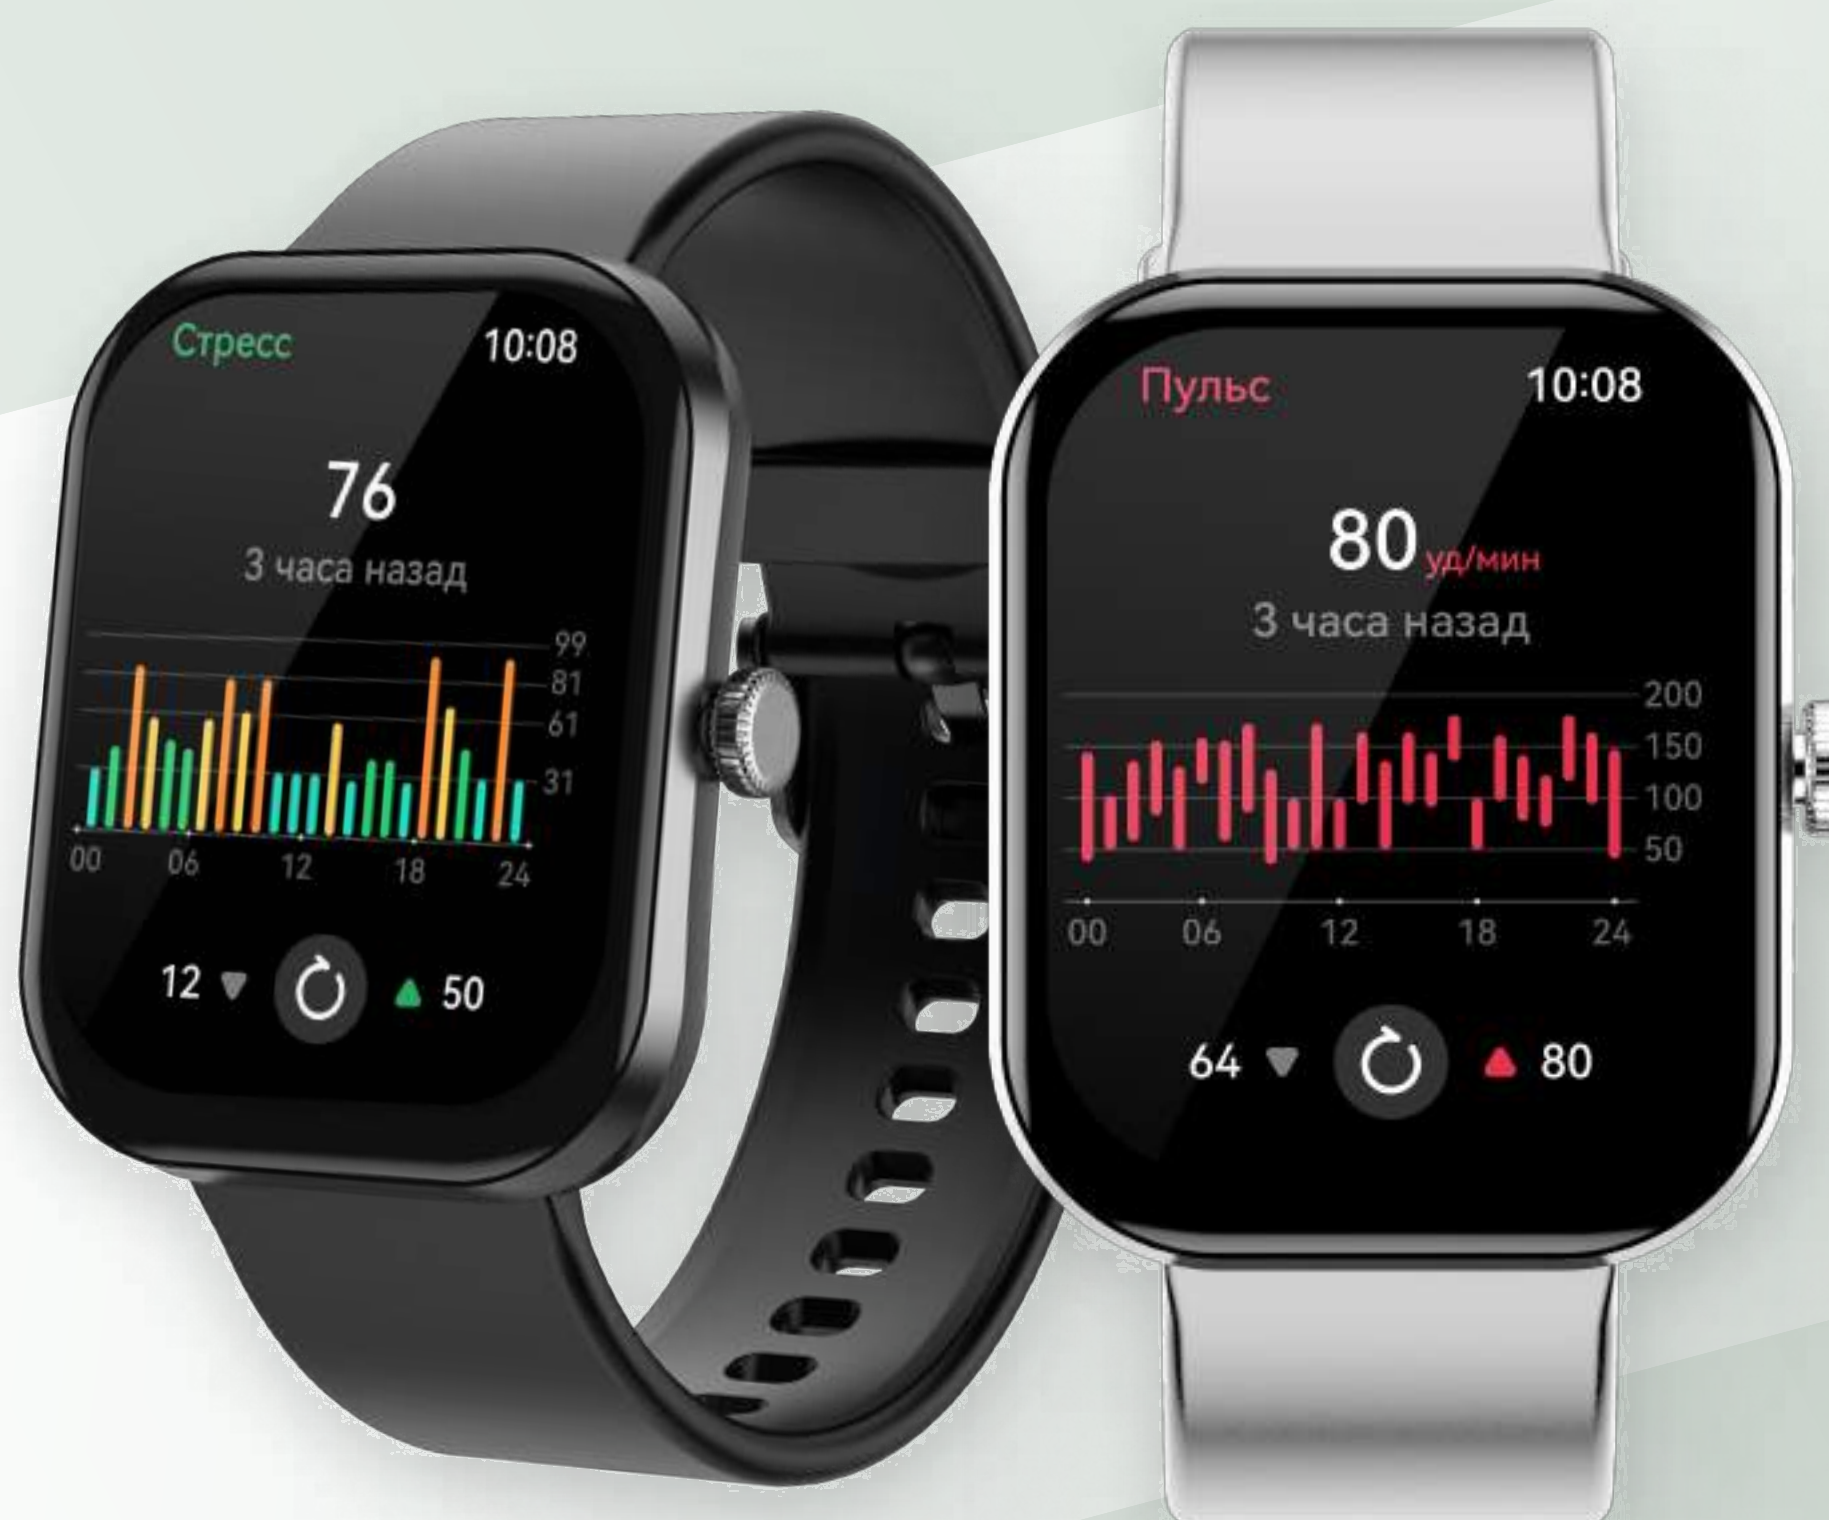 Стресс 10:08
76
3 часа назад
99
81
61
31
00 06 12 18 24
12 50
Пульс 10:08
80 уд/мин
3 часа назад
200
150
100
50
00 06 12 18 24
64 80